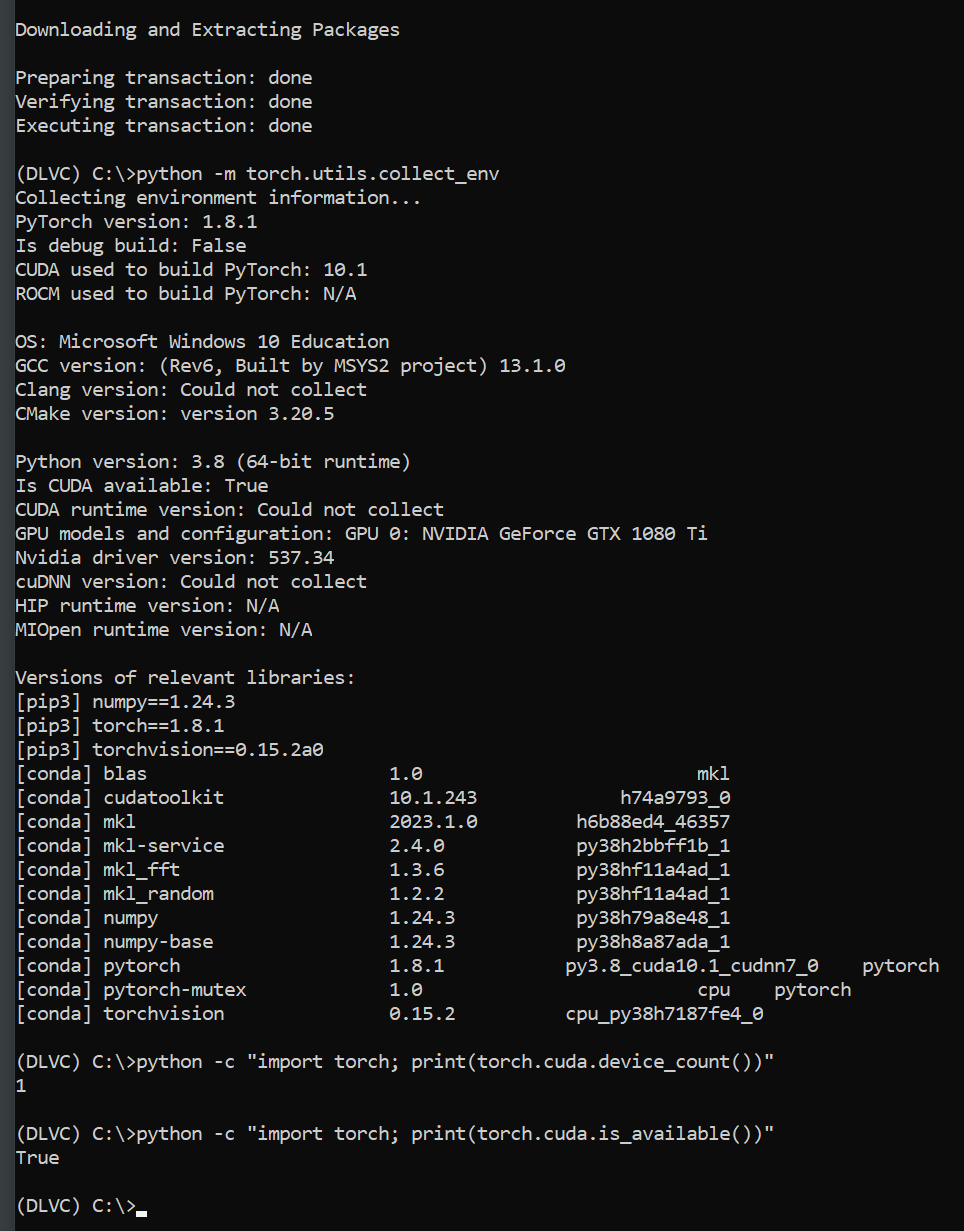 Downloading and Extracting Packages
Preparing transaction: done
Verifying transaction: done
Executing transaction: done
(DLVC) C:\>python -m torch.utils.collect_env
Collecting environment information...
PyTorch version: 1.8.1
Is debug build: False
CUDA used to build PyTorch: 10.1
ROCM used to build PyTorch: N/A
OS: Microsoft Windows 10 Education
GCC version: (Rev6, Built by MSYS2 project) 13.1.0
Clang version: Could not collect
CMake version: version 3.20.5
Python version: 3.8 (64-bit runtime)
Is CUDA available: True
CUDA runtime version: Could not collect
GPU models and configuration: GPU 0: NVIDIA GeForce GTX 1080 Ti
Nvidia driver version: 537.34
cuDNN version: Could not collect
HIP runtime version: N/A
MIOpen runtime version: N/A
Versions of relevant libraries:
[pip3] numpy==1.24.3
[pip3] torch==1.8.1
[pip3] torchvision==0.15.2a0
[conda] blas 1.0 mkl
[conda] cudatoolkit 10.1.243 h74a9793_0
[conda] mkl 2023.1.0 h6b88ed4_46357
[conda] mkl-service 2.4.0 py38h2bbff1b_1
[conda] mkl_fft 1.3.6 py38hf11a4ad_1
[conda] mkl_random 1.2.2 py38hf11a4ad_1
[conda] numpy 1.24.3 py38h79a8e48_1
[conda] numpy-base 1.24.3 py38h8a87ada_1
[conda] pytorch 1.8.1 py3.8_cuda10.1_cudnn7_0 pytorch
[conda] pytorch-mutex 1.0 cpu pytorch
[conda] torchvision 0.15.2 cpu_py38h7187fe4_0
(DLVC) C:\>python -c "import torch; print(torch.cuda.device_count())"
1
(DLVC) C:\>python -c "import torch; print(torch.cuda.is_available())"
True
(DLVC) C:\>